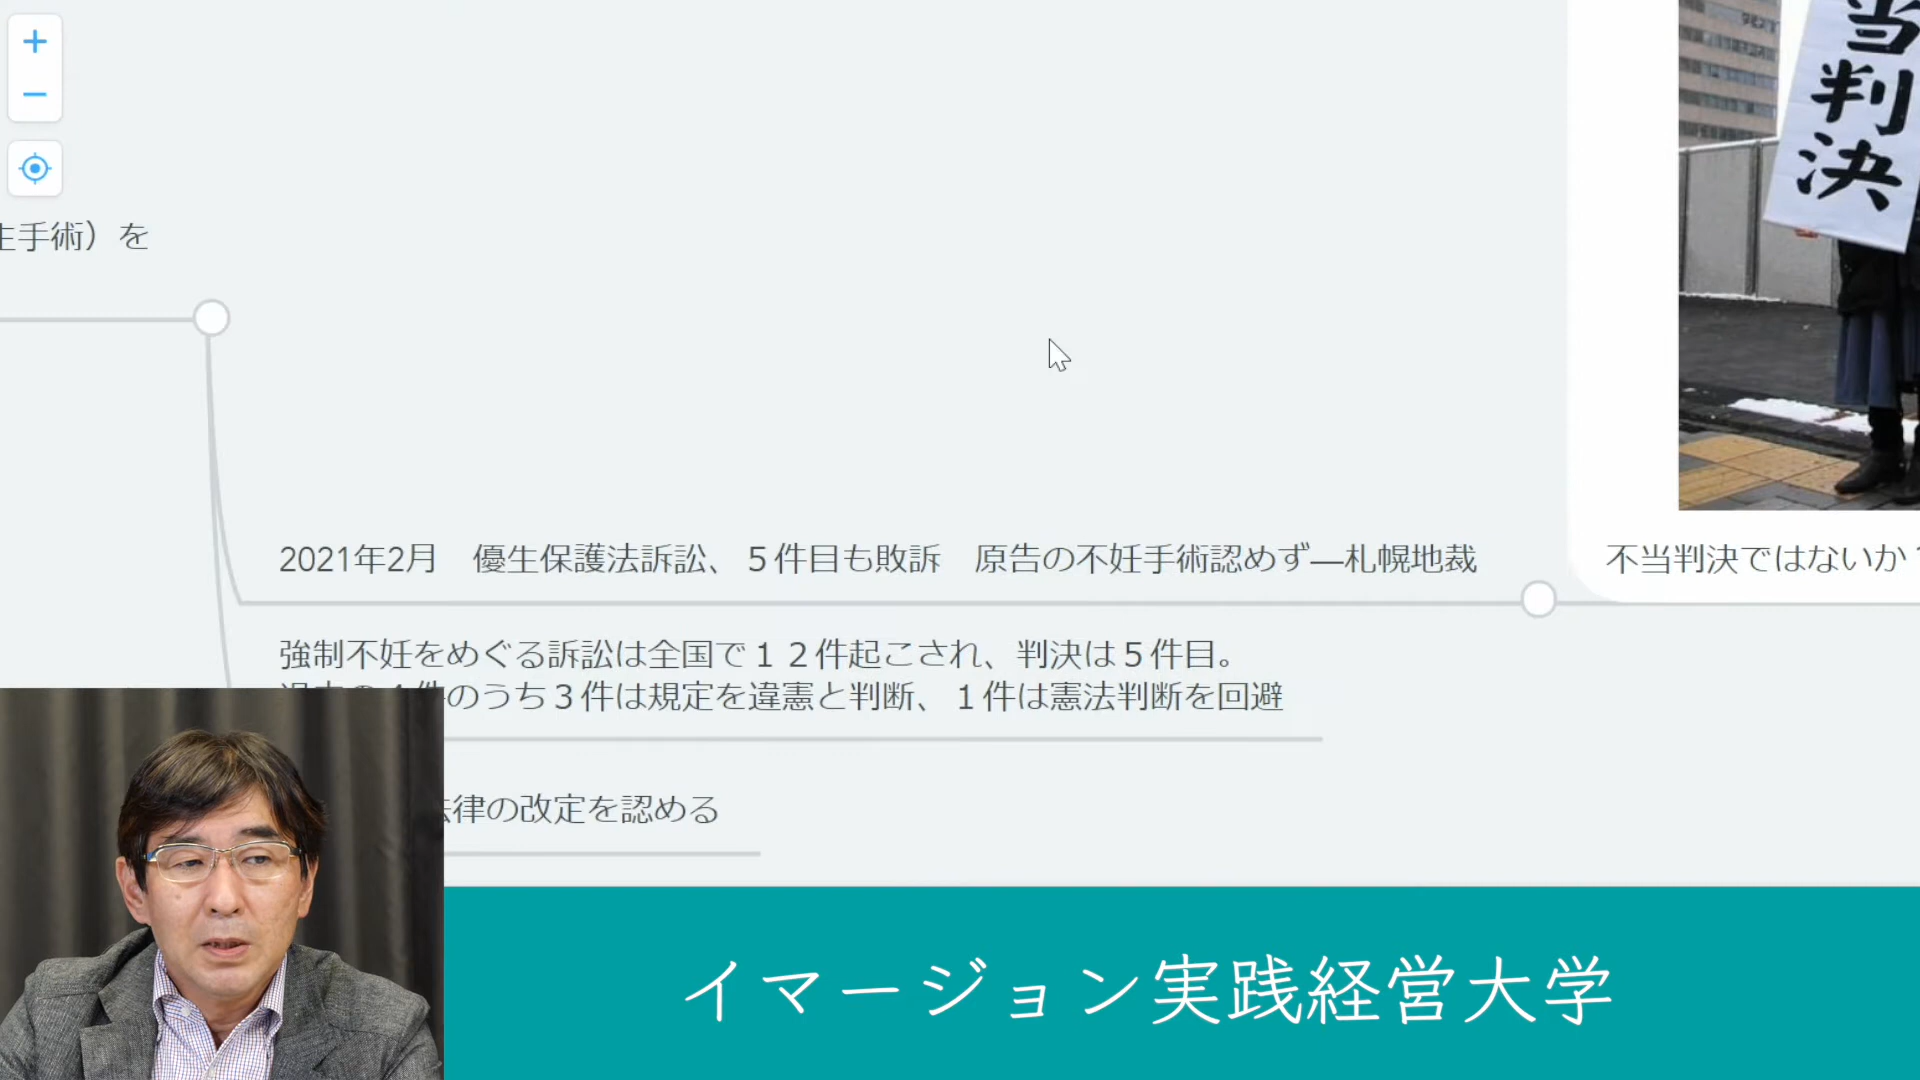 当
判
決
生手術）を
2021年2月　優生保護法訴訟、５件目も敗訴　原告の不妊手術認めず―札幌地裁
不当判決ではないか
強制不妊をめぐる訴訟は全国で１２件起こされ、判決は５件目。
のうち３件は規定を違憲と判断、１件は憲法判断を回避
律の改定を認める
イマージョン実践経営大学